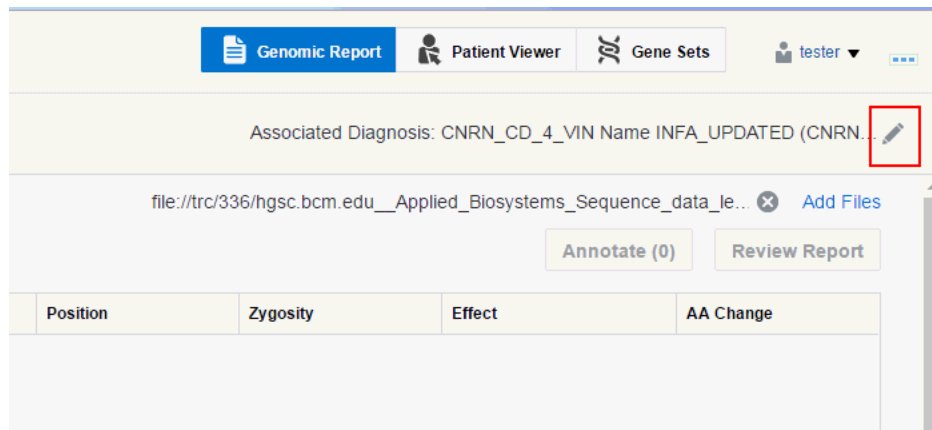 Genomic Report Patient Viewer Gene Sets tester
Associated Diagnosis: CNRN_CD_4_VIN Name INFA_UPDATED (CNRN...
file://trc/336/hgsc.bcm.edu__Applied_Biosystems_Sequence_data_le... Add Files
Annotate (0) Review Report
Position Zygosity Effect AA Change